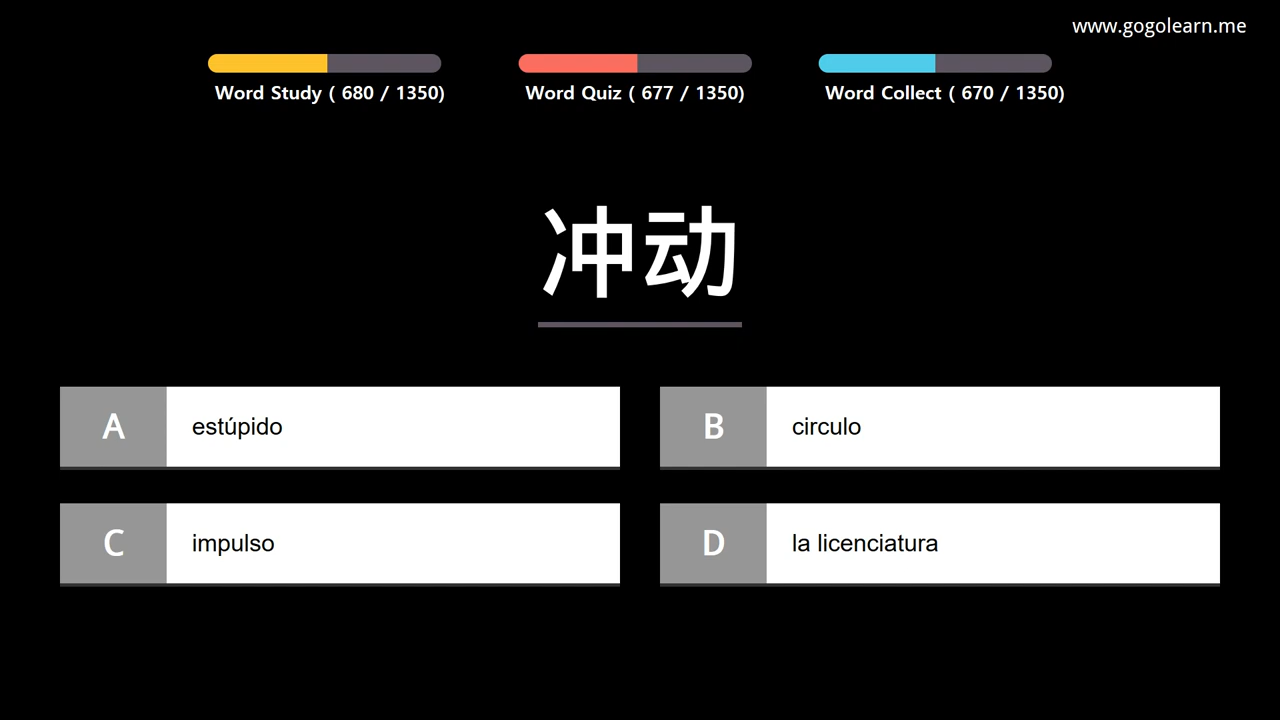 www.gogolearn.me
Word Study ( 680 / 1350)
Word Quiz ( 677 / 1350)
Word Collect ( 670 / 1350)
冲动
A estúpido
B circulo
C impulso
D la licenciatura